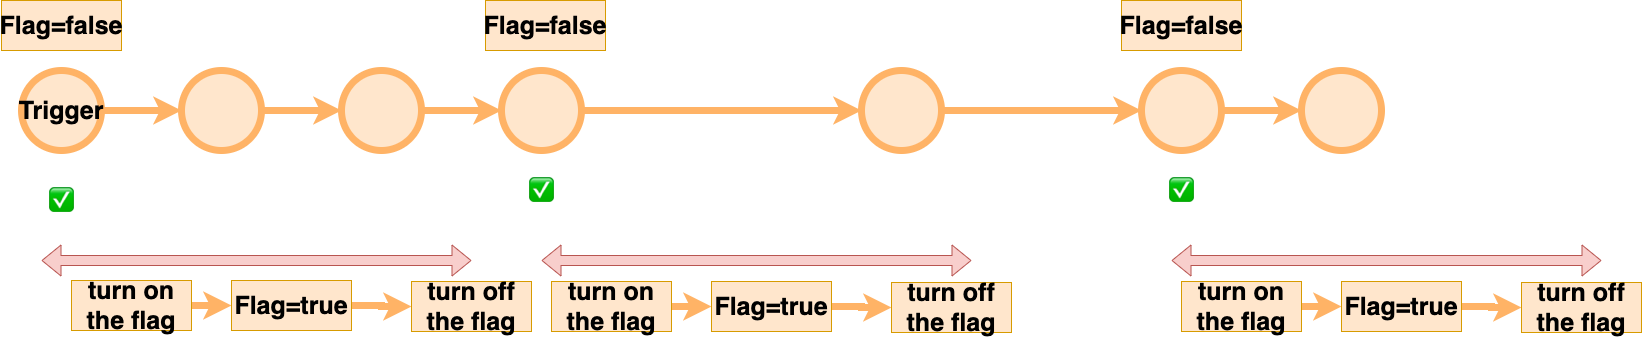 Flag=false
Flag=false
Flag=false
Trigger
turn on
the flag
Flag=true
turn off
the flag
turn on
the flag
Flag=true
turn off
the flag
turn on
the flag
Flag=true
turn off
the flag